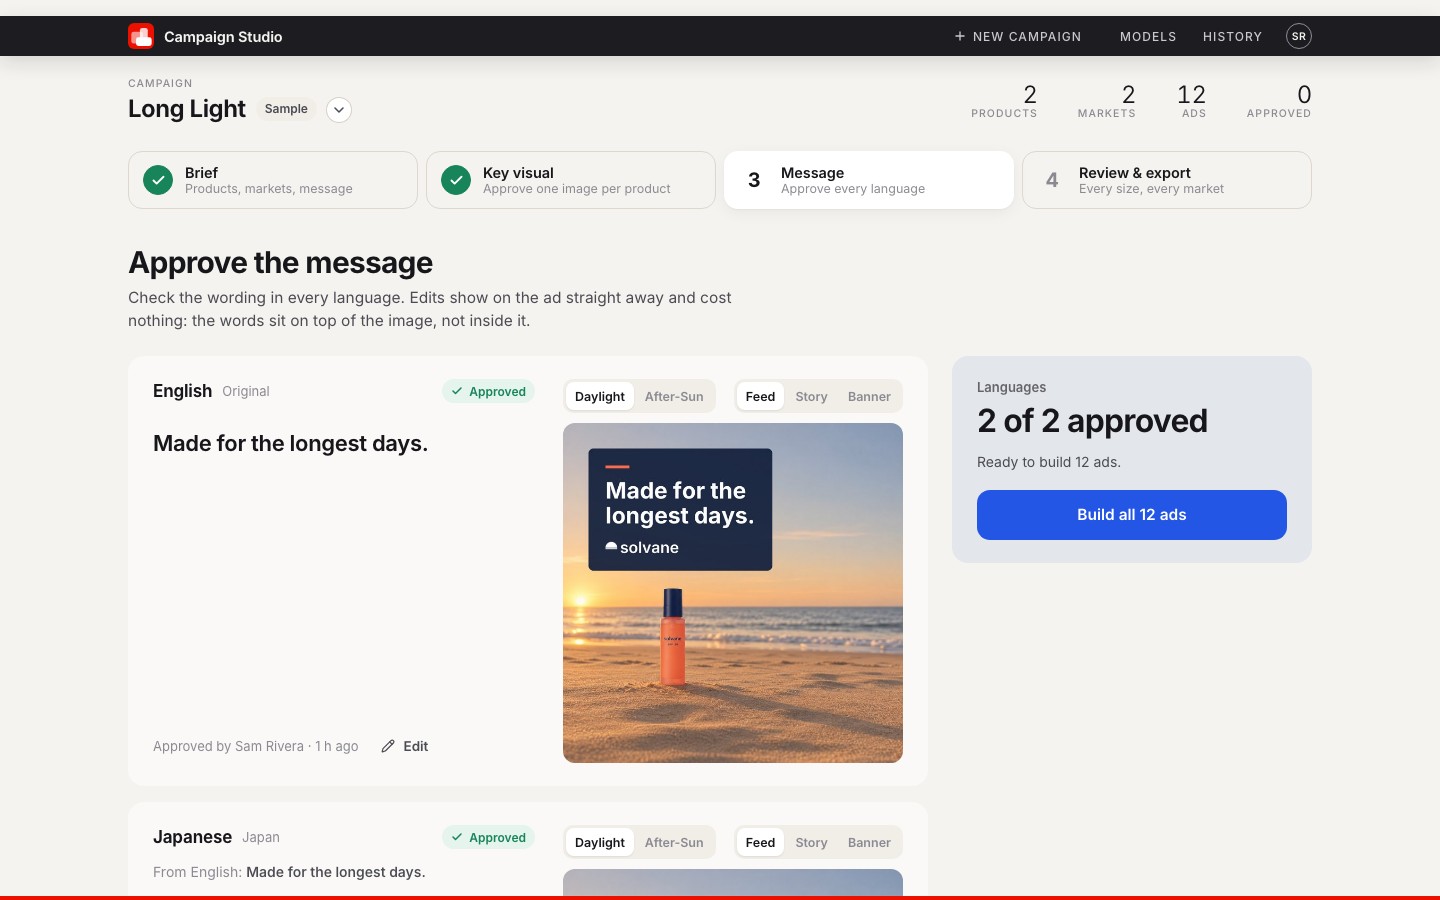 Campaign Studio
+ NEW CAMPAIGN
MODELS
HISTORY
SR
CAMPAIGN
Long Light
Sample
2
PRODUCTS
2
MARKETS
12
ADS
0
APPROVED
Brief
Products, markets, message
Key visual
Approve one image per product
3
Message
Approve every language
4
Review & export
Every size, every market
Approve the message
Check the wording in every language. Edits show on the ad straight away and cost
nothing: the words sit on top of the image, not inside it.
English Original
Approved
Made for the longest days.
Approved by Sam Rivera · 1 h ago
Edit
Daylight After-Sun
Feed Story Banner
Made for the
longest days.
solvane
solvane
Languages
2 of 2 approved
Ready to build 12 ads.
Build all 12 ads
Japanese Japan
Approved
From English: Made for the longest days.
Daylight After-Sun
Feed Story Banner